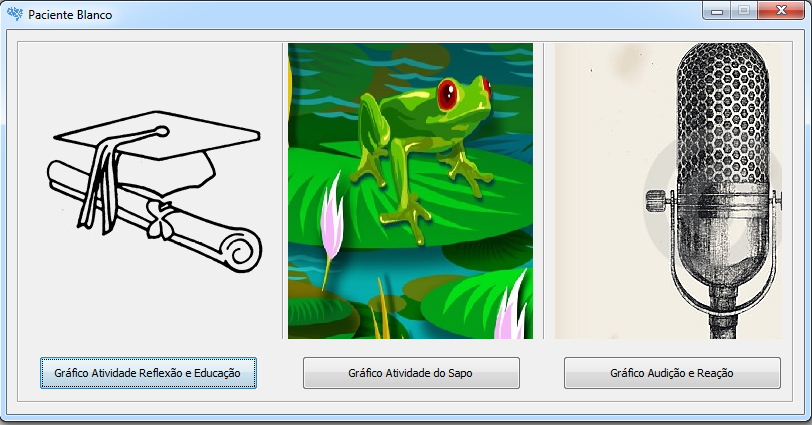 Paciente Blanco
Gráfico Atividade Reflexão e Educação
Gráfico Atividade do Sapo
Gráfico Audição e Reação